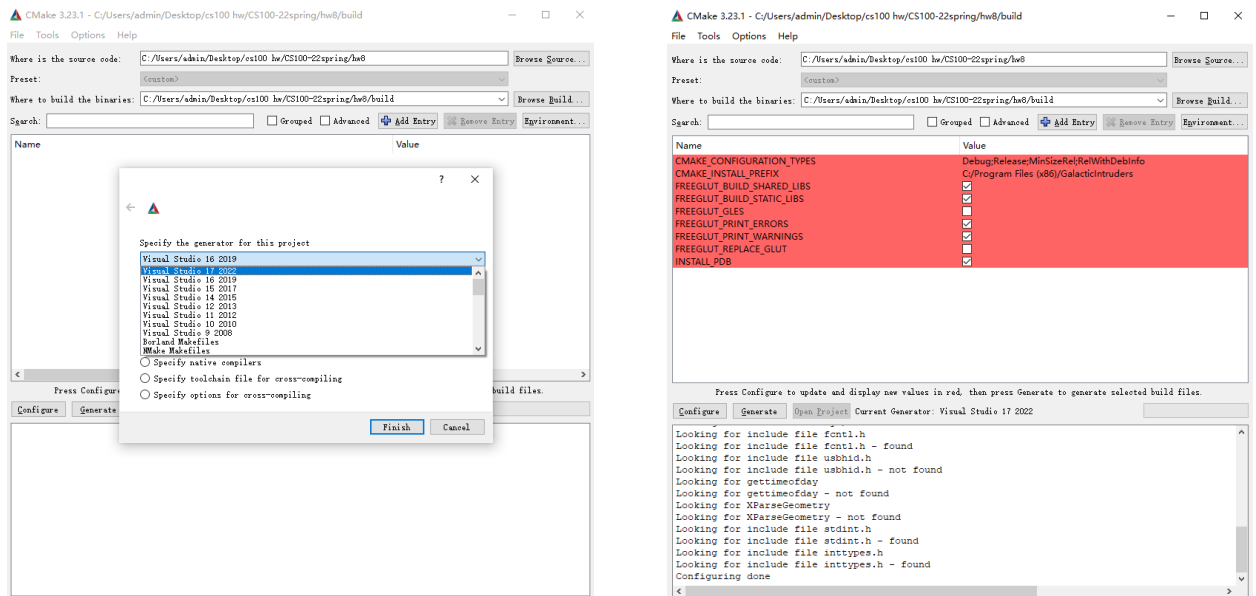 CMake 3.23.1 - C:/Users/admin/Desktop/cs100 hw/CS100-22spring/hw8/build
File Tools Options Help
Where is the source code: C:/Users/admin/Desktop/cs100 hw/CS100-22spring/hw8 Browse Source...
Preset: <custom>
Where to build the binaries: C:/Users/admin/Desktop/cs100 hw/CS100-22spring/hw8/build Browse Build...
Search: Grouped Advanced Add Entry Remove Entry Environment...
Name Value
?
Specify the generator for this project
Visual Studio 16 2019
Visual Studio 17 2022
Visual Studio 16 2019
Visual Studio 15 2017
Visual Studio 14 2015
Visual Studio 12 2013
Visual Studio 11 2012
Visual Studio 10 2010
Visual Studio 9 2008
Borland Makefiles
NMake Makefiles
Specify native compilers
Specify toolchain file for cross-compiling
Specify options for cross-compiling
Finish Cancel
Press Configure build files.
Configure Generate
CMake 3.23.1 - C:/Users/admin/Desktop/cs100 hw/CS100-22spring/hw8/build
File Tools Options Help
Where is the source code: C:/Users/admin/Desktop/cs100 hw/CS100-22spring/hw8 Browse Source...
Preset: <custom>
Where to build the binaries: C:/Users/admin/Desktop/cs100 hw/CS100-22spring/hw8/build Browse Build...
Search: Grouped Advanced Add Entry Remove Entry Environment...
Name Value
CMAKE_CONFIGURATION_TYPES Debug;Release;MinSizeRel;RelWithDebInfo
CMAKE_INSTALL_PREFIX C:/Program Files (x86)/GalacticIntruders
FREEGLUT_BUILD_SHARED_LIBS
FREEGLUT_BUILD_STATIC_LIBS
FREEGLUT_GLES
FREEGLUT_PRINT_ERRORS
FREEGLUT_PRINT_WARNINGS
FREEGLUT_REPLACE_GLUT
INSTALL_PDB
Press Configure to update and display new values in red, then press Generate to generate selected build files.
Configure Generate Open Project Current Generator: Visual Studio 17 2022
Looking for include file fcntl.h
Looking for include file fcntl.h - found
Looking for include file usbhid.h
Looking for include file usbhid.h - not found
Looking for gettimeofday
Looking for gettimeofday - not found
Looking for XParseGeometry
Looking for XParseGeometry - not found
Looking for include file stdint.h
Looking for include file stdint.h - found
Looking for include file inttypes.h
Looking for include file inttypes.h - found
Configuring done